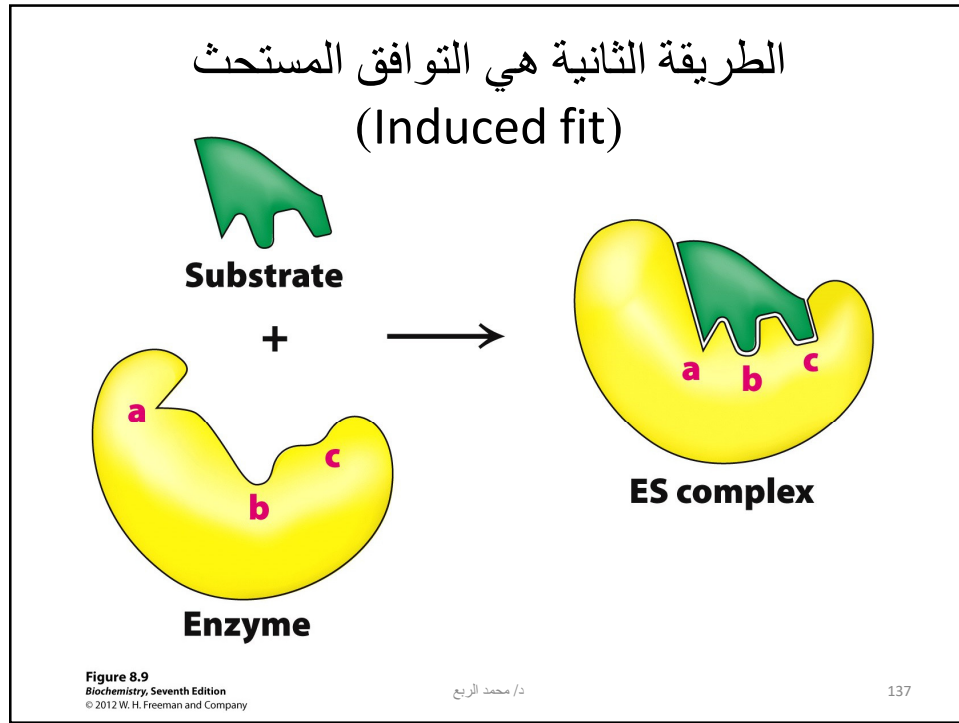 الطريقة الثانية هي التوافق المستحث
(Induced fit)
Substrate
+
a
b
c
Enzyme
a
b
c
ES complex
Figure 8.9
Biochemistry, Seventh Edition
© 2012 W. H. Freeman and Company
د/ محمد الربع
137